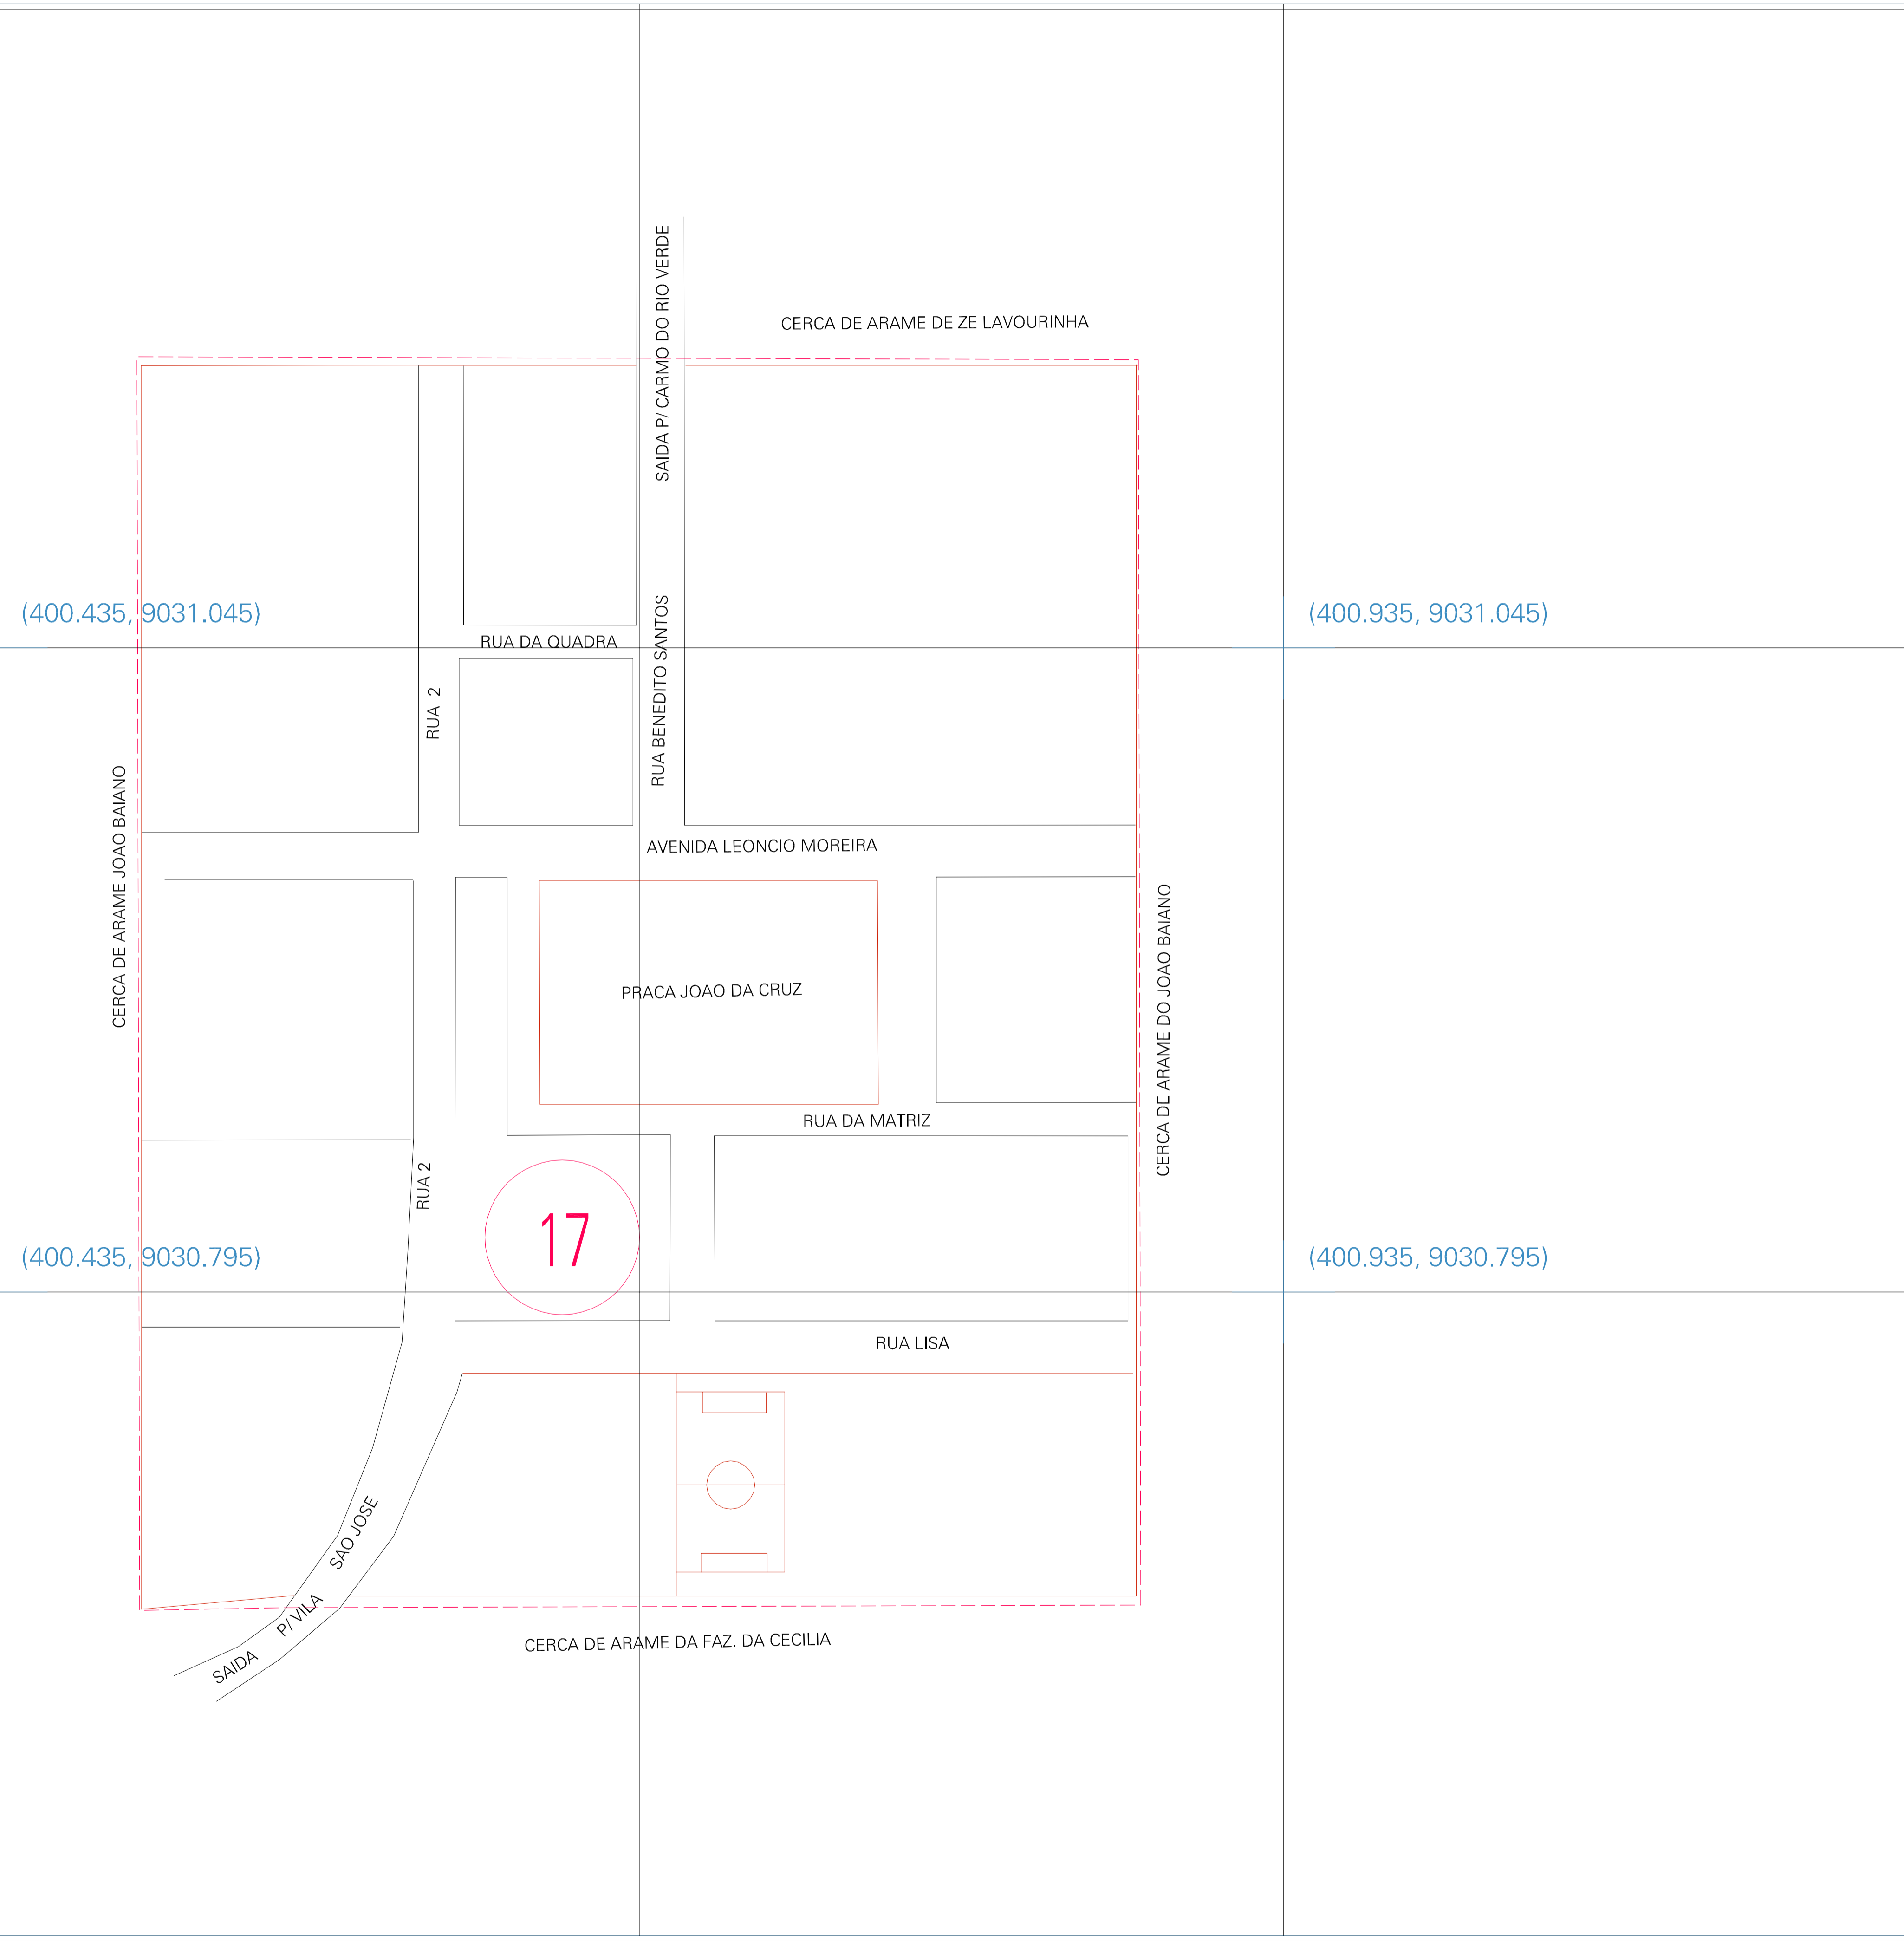 SAIDA P/ CARMO DO RIO VERDE
CERCA DE ARAME DE ZE LAVOURINHA
(400.435, 9031.045)
(400.935, 9031.045)
RUA DA QUADRA
RUA BENEDITO SANTOS
RUA 2
CERCA DE ARAME JOAO BAIANO
AVENIDA LEONCIO MOREIRA
CERCA DE ARAME DO JOAO BAIANO
PRACA JOAO DA CRUZ
RUA DA MATRIZ
RUA 2
17
(400.435, 9030.795)
(400.935, 9030.795)
RUA LISA
SAIDA P/ VILA SAO JOSE
CERCA DE ARAME DA FAZ. DA CECILIA